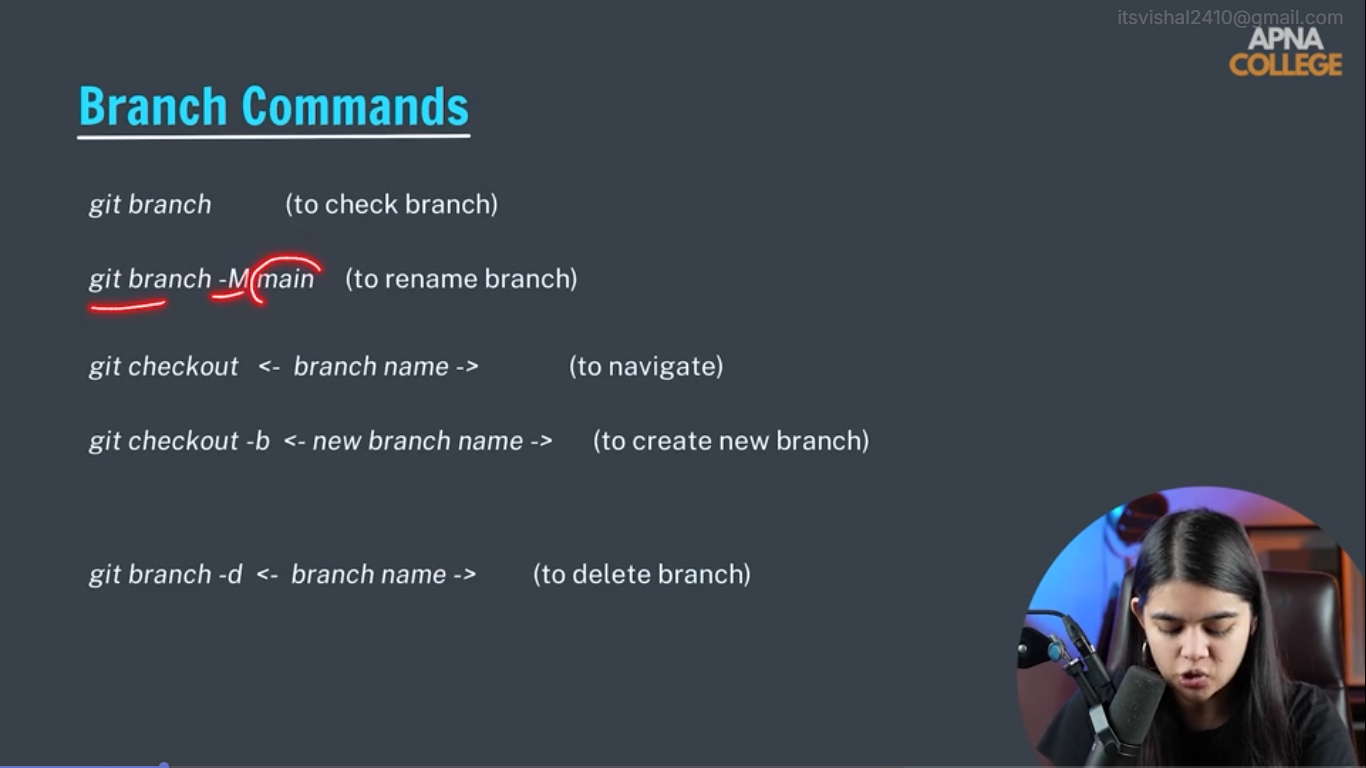 itsvishal2410@gmail.com
APNA
COLLEGE
Branch Commands
git branch (to check branch)
git branch -M main (to rename branch)
git checkout <- branch name -> (to navigate)
git checkout -b <- new branch name -> (to create new branch)
git branch -d <- branch name -> (to delete branch)